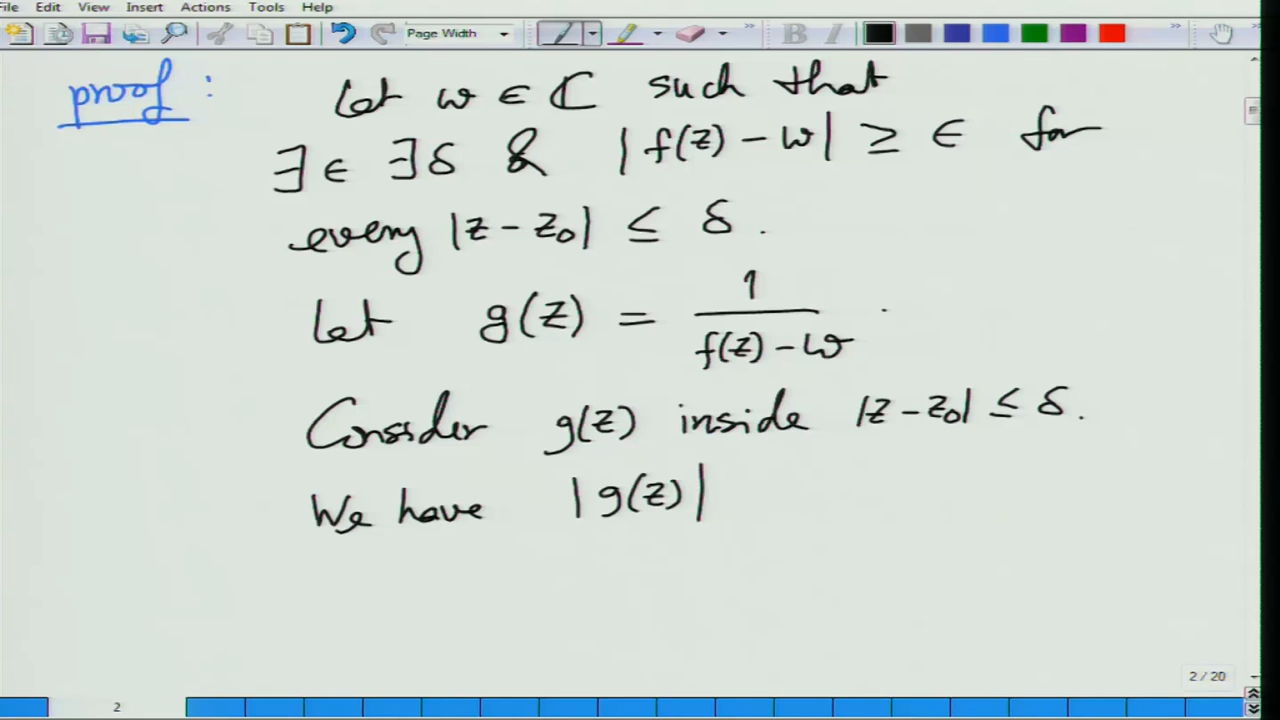 File Edit View Insert Actions Tools Help
Page Width
proof : Let w ∈ ℂ such that
∃ ϵ ∃ δ & |f(z) - w| ≥ ϵ for
every |z - z₀| ≤ δ.
Let g(z) = 1 / (f(z) - w)
Consider g(z) inside |z - z₀| ≤ δ.
We have |g(z)|
2 / 20
2